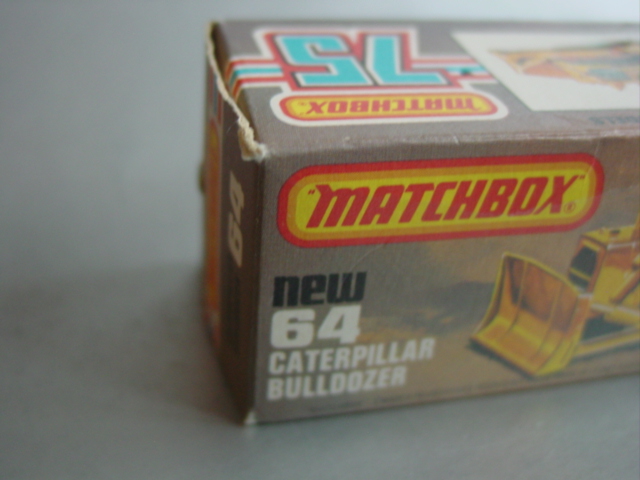 75
MATCHBOX
"MATCHBOX"®
new
64
CATERPILLAR
BULLDOZER
64